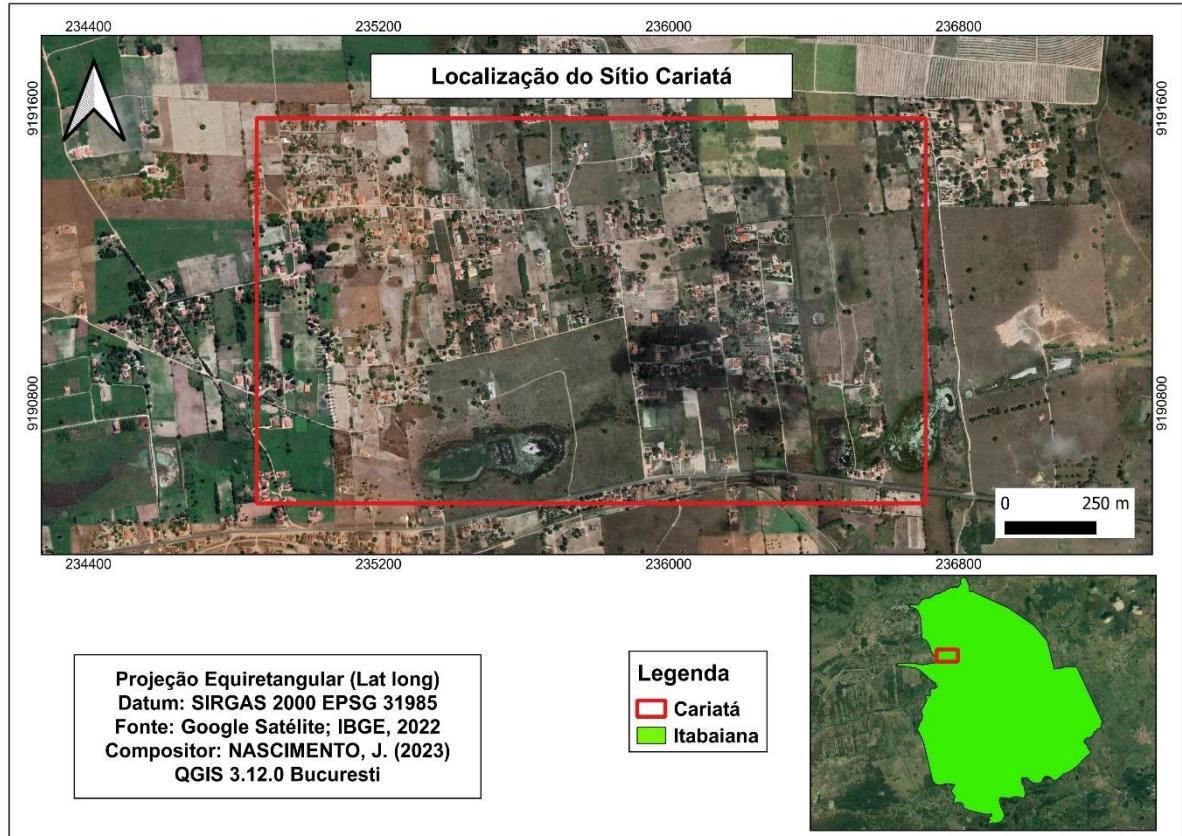 234400 235200 236000 236800
Localização do Sítio Cariatá
9191600 9191600
9190800 9190800
0 250 m
234400 235200 236000 236800
Projeção Equiretangular (Lat long)
Datum: SIRGAS 2000 EPSG 31985
Fonte: Google Satélite; IBGE, 2022
Compositor: NASCIMENTO, J. (2023)
QGIS 3.12.0 Bucuresti
Legenda
Cariatá
Itabaiana